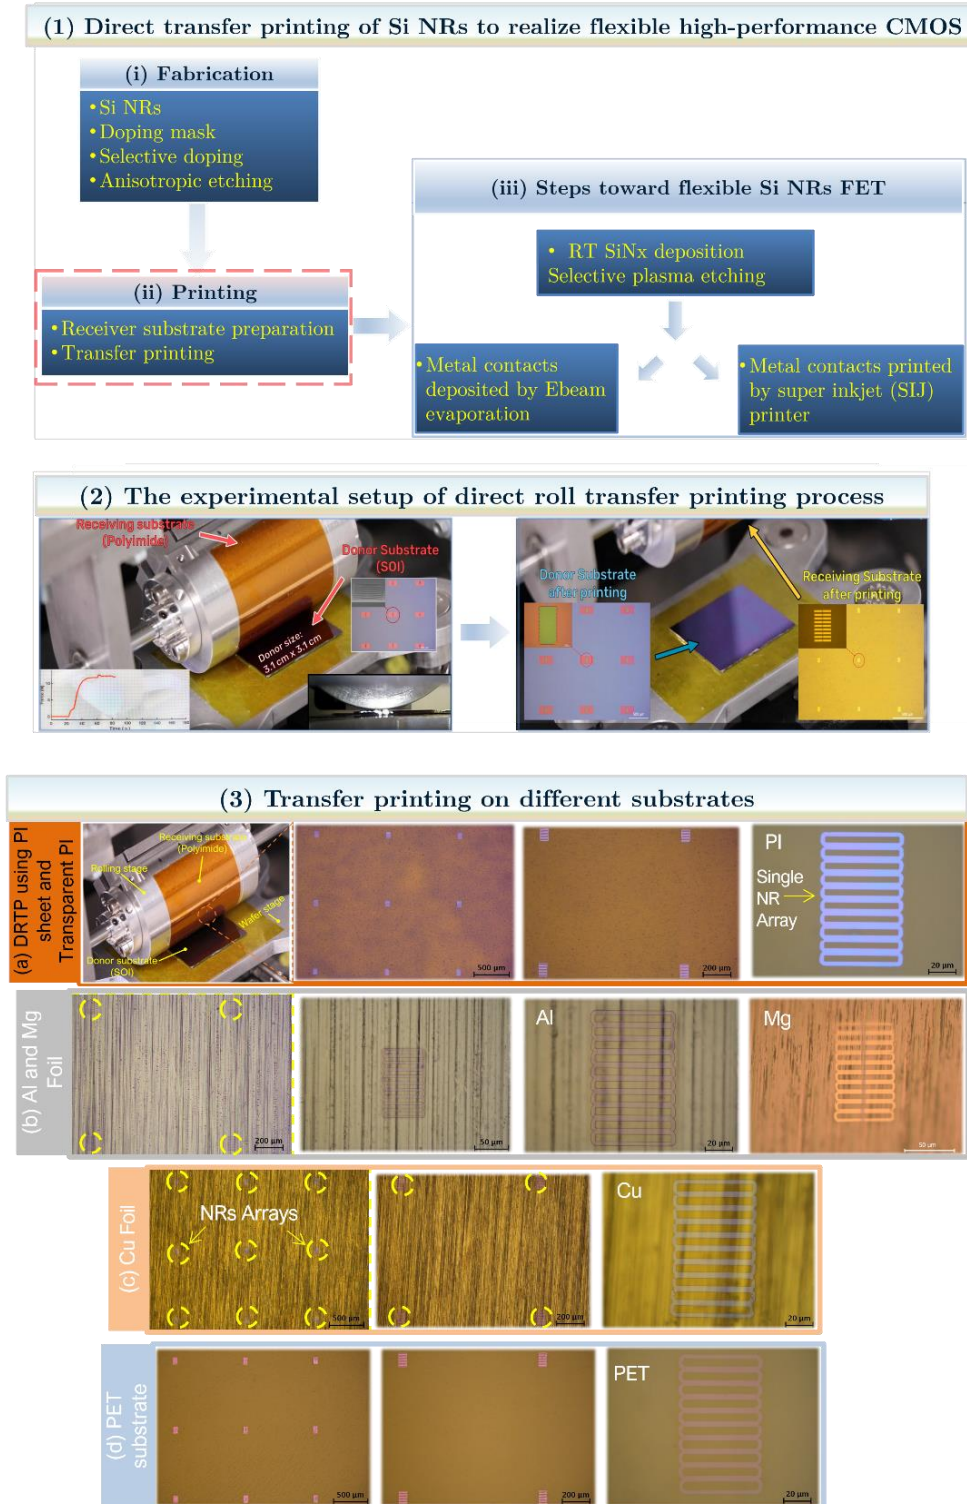 (1) Direct transfer printing of Si NRs to realize flexible high-performance CMOS
(i) Fabrication
• Si NRs
• Doping mask
• Selective doping
• Anisotropic etching
(ii) Printing
• Receiver substrate preparation
• Transfer printing
(iii) Steps toward flexible Si NRs FET
• RT SiNx deposition
Selective plasma etching
• Metal contacts
deposited by Ebeam
evaporation
• Metal contacts printed
by super inkjet (SIJ)
printer
(2) The experimental setup of direct roll transfer printing process
Receiving substrate
(Polyimide)
Donor Substrate
(SOI)
Donor size:
3.1 cm x 3.1 cm
Donor Substrate
after printing
Receiving Substrate
after printing
(3) Transfer printing on different substrates
(a) DRTP using PI
sheet and
Transparent PI
Receiving substrate
(Polyimide)
Rolling stage
Wafer stage
Donor substrate
(SOI)
500 µm
200 µm
PI
Single
NR
Array
20 µm
(b) Al and Mg
Foil
200 µm
50 µm
Al
20 µm
Mg
50 µm
(c) Cu Foil
NRs Arrays
500 µm
200 µm
Cu
20 µm
(d) PET
substrate
500 µm
200 µm
PET
20 µm